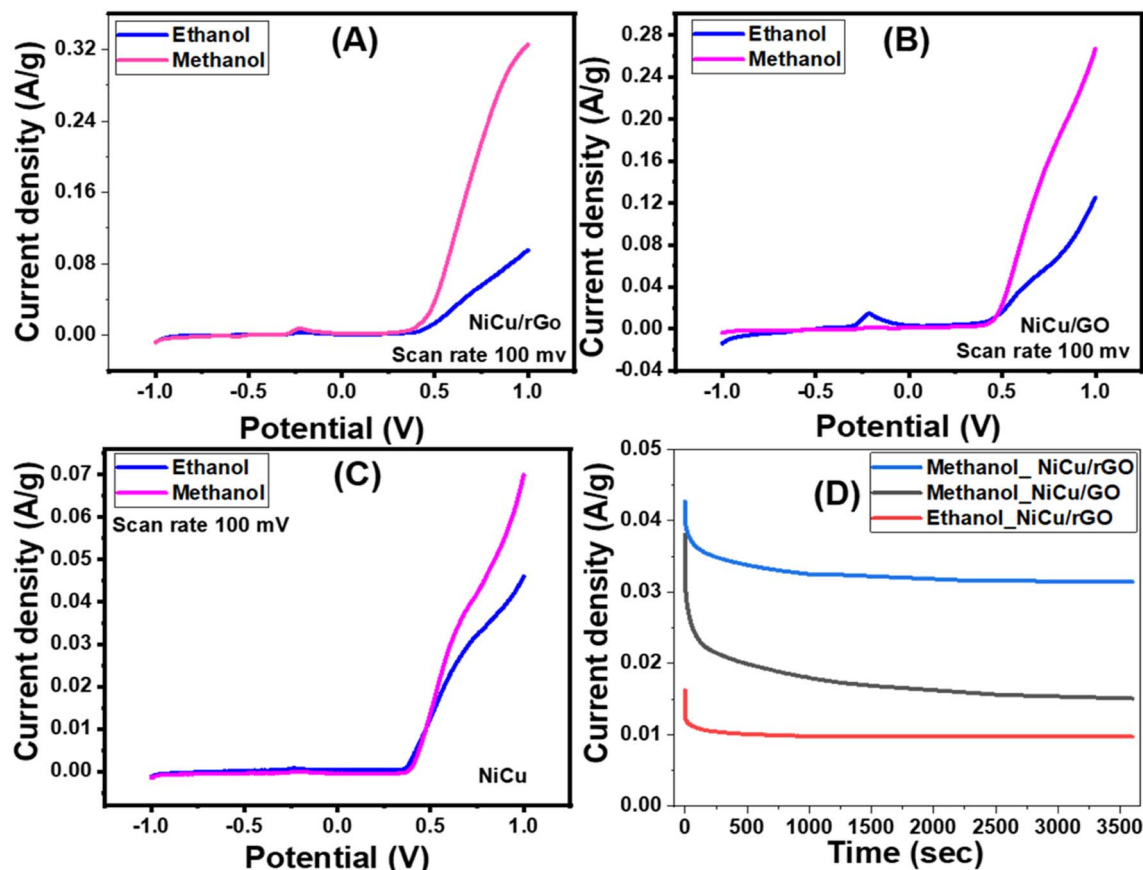 (A)
Ethanol
Methanol
Current density (A/g)
0.32
0.24
0.16
0.08
0.00
NiCu/rGo
Scan rate 100 mv
-1.0 -0.5 0.0 0.5 1.0
Potential (V)
(B)
Ethanol
Methanol
Current density (A/g)
0.28
0.24
0.20
0.16
0.12
0.08
0.04
0.00
-0.04
NiCu/GO
Scan rate 100 mv
-1.0 -0.5 0.0 0.5 1.0
Potential (V)
(C)
Ethanol
Methanol
Scan rate 100 mV
Current density (A/g)
0.07
0.06
0.05
0.04
0.03
0.02
0.01
0.00
NiCu
-1.0 -0.5 0.0 0.5 1.0
Potential (V)
(D)
Methanol_ NiCu/rGO
Methanol_NiCu/GO
Ethanol_NiCu/rGO
Current density (A/g)
0.05
0.04
0.03
0.02
0.01
0.00
0 500 1000 1500 2000 2500 3000 3500
Time (sec)